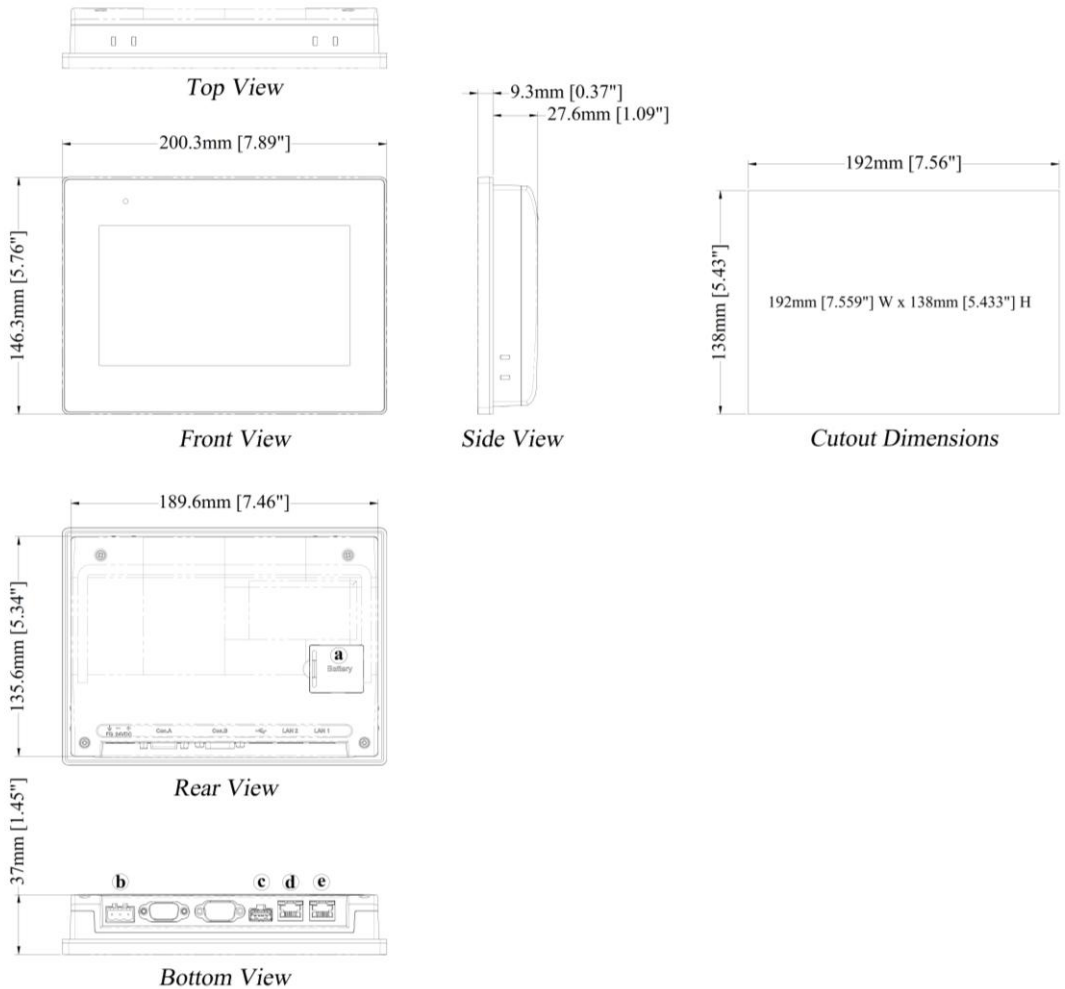 Top View
9.3mm [0.37"]
27.6mm [1.09"]
200.3mm [7.89"]
146.3mm [5.76"]
Front View
Side View
192mm [7.56"]
138mm [5.43"]
192mm [7.559"] W x 138mm [5.433"] H
Cutout Dimensions
189.6mm [7.46"]
135.6mm [5.34"]
a
Battery
FG 24VDC
Con.A
Con.B
LAN 2
LAN 1
Rear View
37mm [1.45"]
b
c
d
e
Bottom View